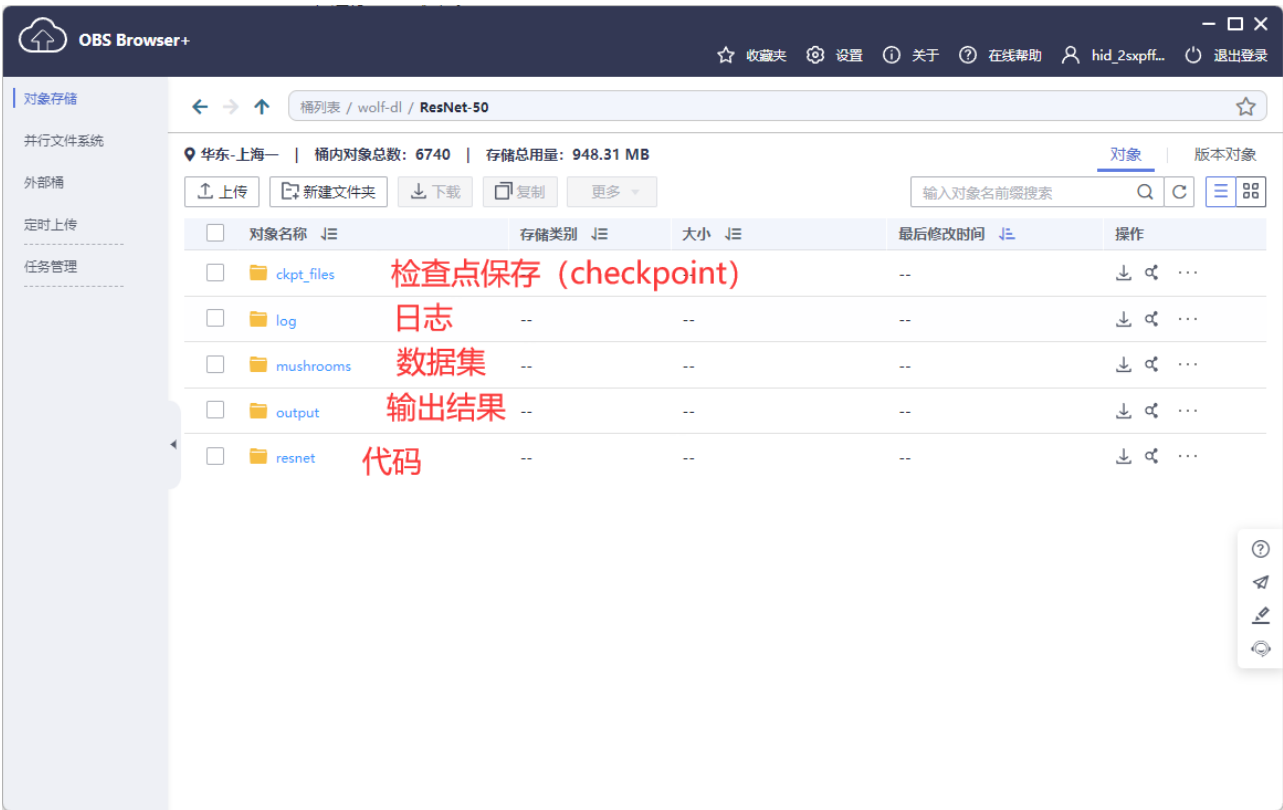 OBS Browser+
收藏夹 设置 关于 在线帮助 hid_2sxpff... 退出登录
对象存储
并行文件系统
外部桶
定时上传
任务管理
桶列表 / wolf-dl / ResNet-50
华东-上海一 | 桶内对象总数：6740 | 存储总用量：948.31 MB
对象 版本对象
上传 新建文件夹 下载 复制 更多 输入对象名前缀搜索
对象名称 存储类别 大小 最后修改时间 操作
ckpt_files 检查点保存（checkpoint） --
log 日志 -- -- --
mushrooms 数据集 -- -- --
output 输出结果 -- -- --
resnet 代码 -- -- --